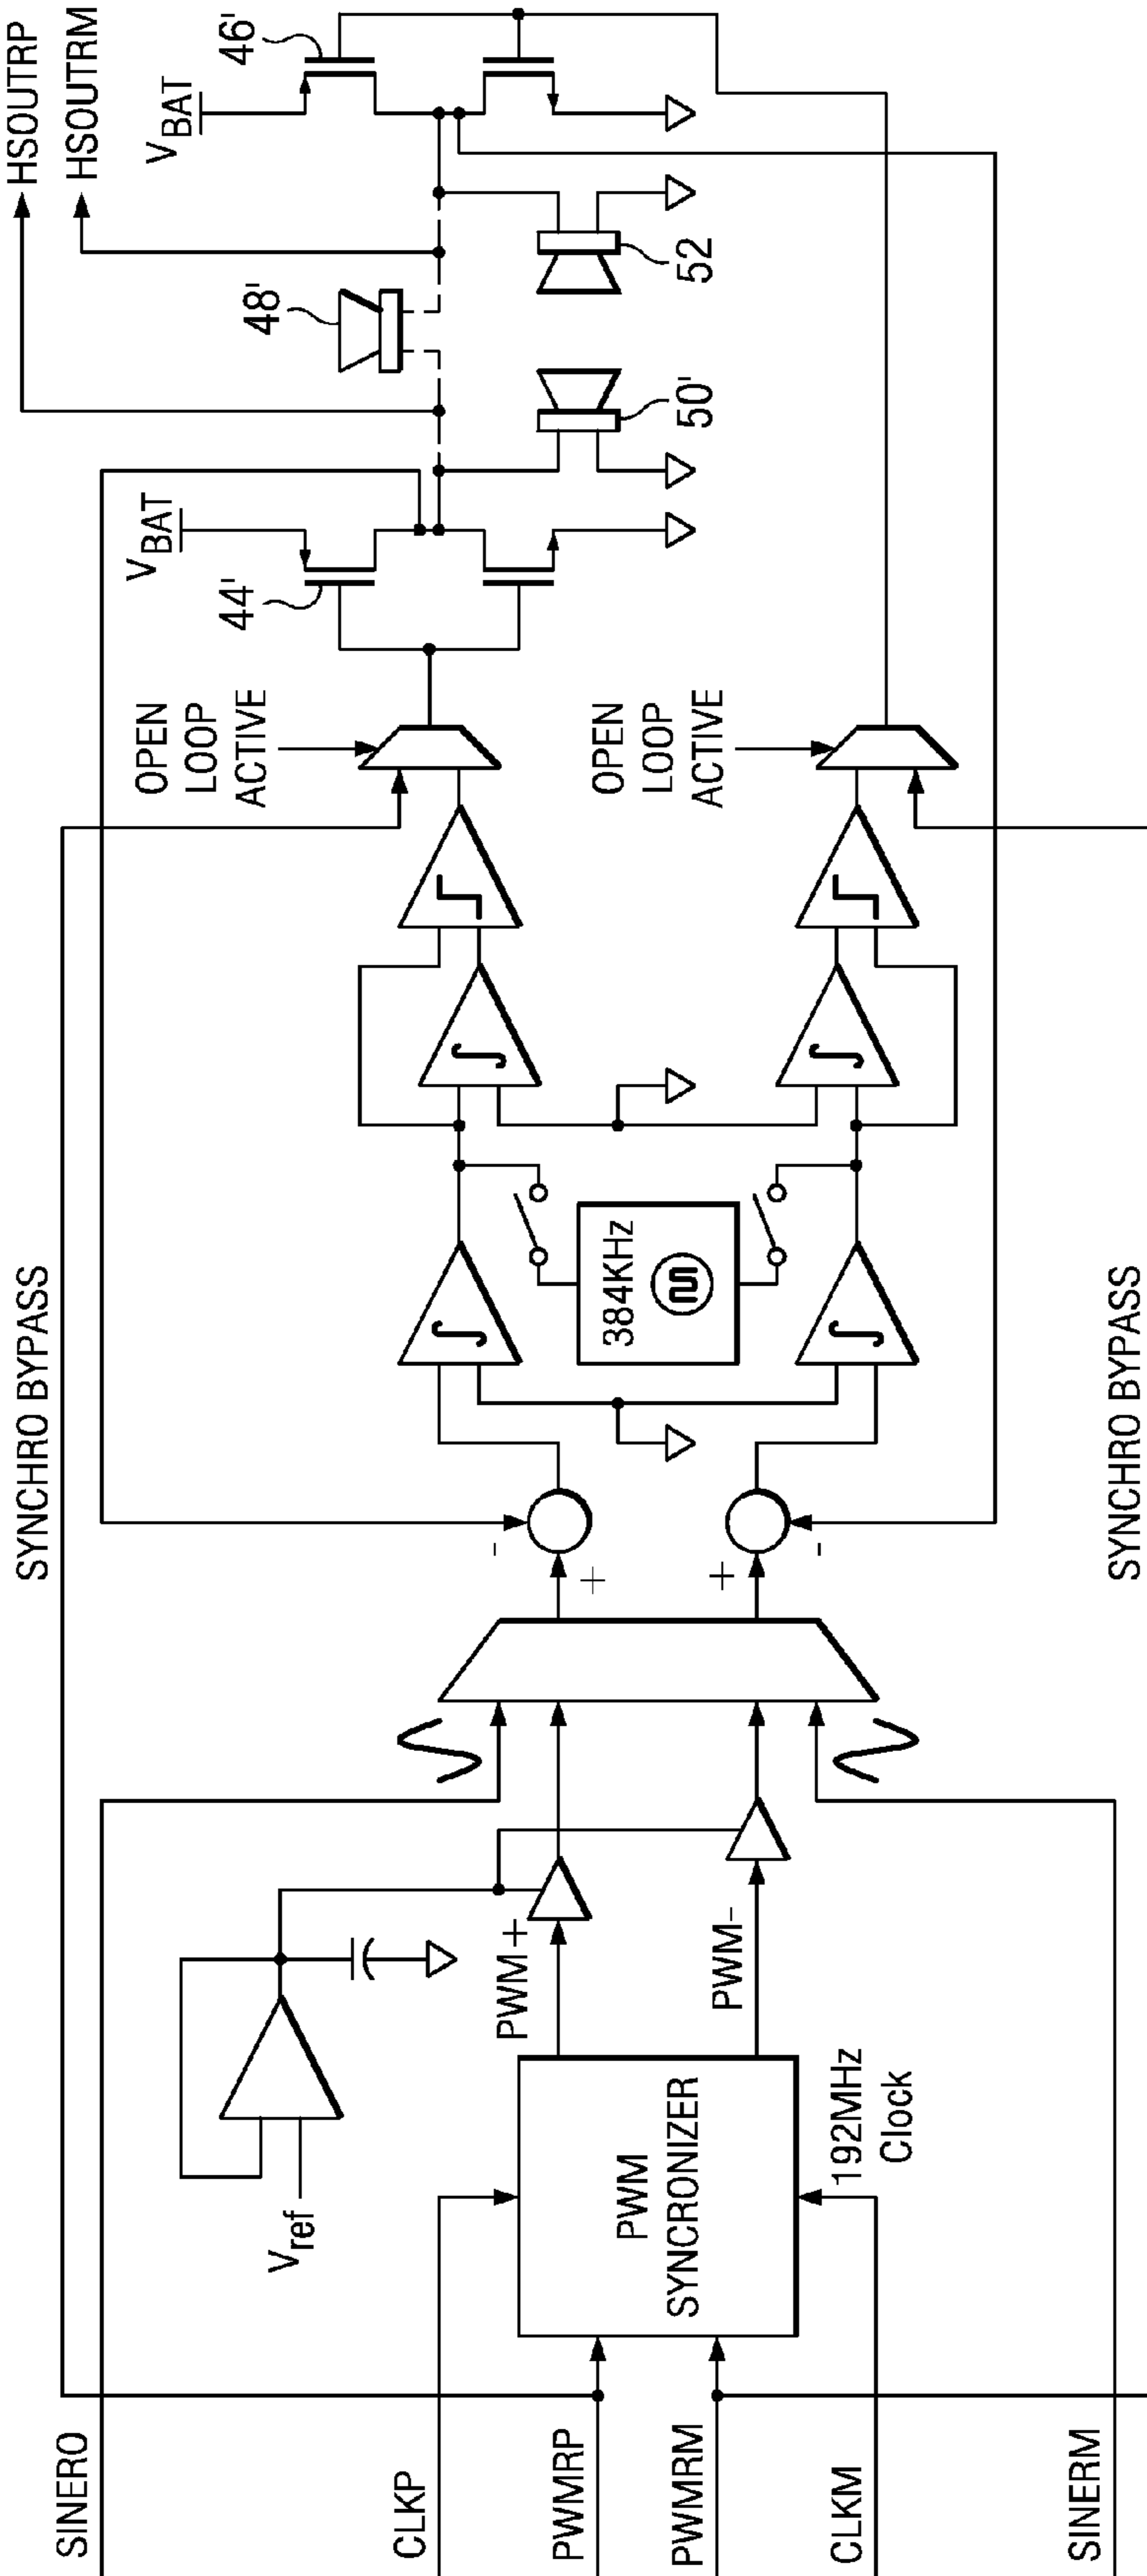 SINERO
CLKP
PWMRP
PWMRM
CLKM
SINERM
SYNCHRO BYPASS
Vref
PWM
SYNCRONIZER
192MHz
Clock
PWM+
PWM-
+
-
+
-
384KHz
OPEN
LOOP
ACTIVE
OPEN
LOOP
ACTIVE
SYNCHRO BYPASS
44'
VBAT
48'
50'
52
VBAT
46'
HSOUTRP
HSOUTRM